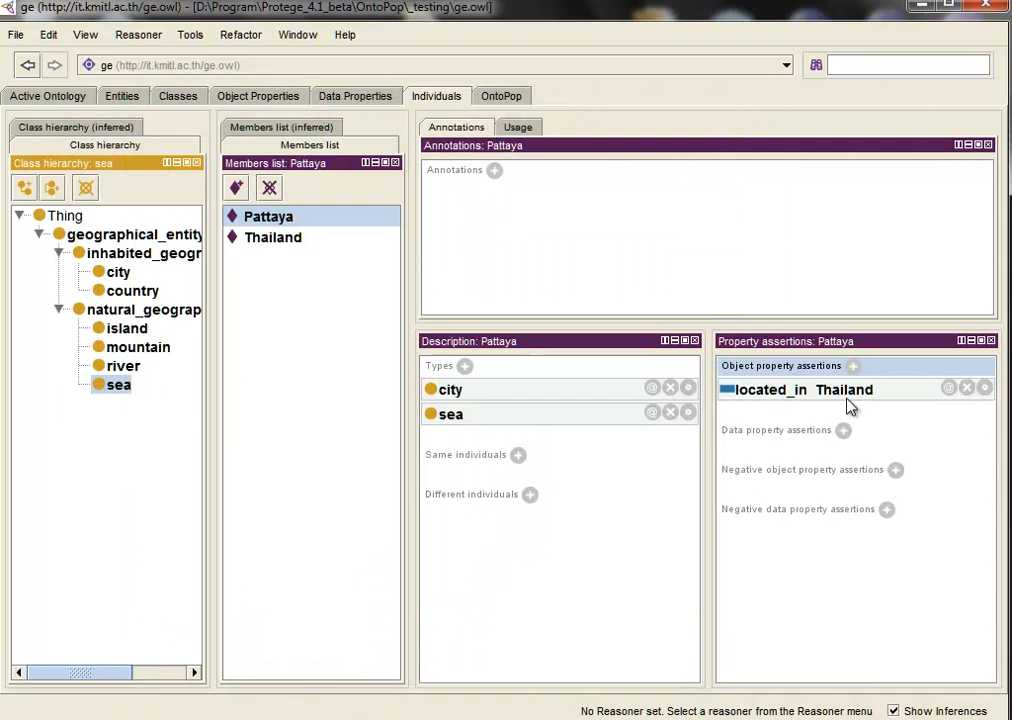 ge (http://it.kmitl.ac.th/ge.owl) - [D:\Program\Protege_4.1_beta\OntoPop\_testing\ge.owl]
File Edit View Reasoner Tools Refactor Window Help
ge (http://it.kmitl.ac.th/ge.owl)
Active Ontology Entities Classes Object Properties Data Properties Individuals OntoPop
Class hierarchy (inferred)
Class hierarchy
Class hierarchy: sea
Thing
geographical_entity
inhabited_geogr
city
country
natural_geograp
island
mountain
river
sea
Members list (inferred)
Members list
Members list: Pattaya
Pattaya
Thailand
Annotations Usage
Annotations: Pattaya
Annotations
Description: Pattaya
Types
city
sea
Same individuals
Different individuals
Property assertions: Pattaya
Object property assertions
located_in Thailand
Data property assertions
Negative object property assertions
Negative data property assertions
No Reasoner set. Select a reasoner from the Reasoner menu Show Inferences